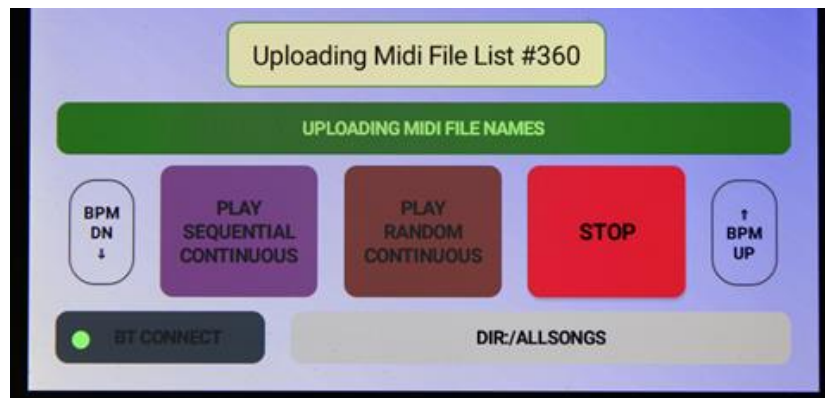 Uploading Midi File List #360
UPLOADING MIDI FILE NAMES
BPM
DN
↓
PLAY
SEQUENTIAL
CONTINUOUS
PLAY
RANDOM
CONTINUOUS
STOP
↑
BPM
UP
BT CONNECT
DIR:/ALLSONGS